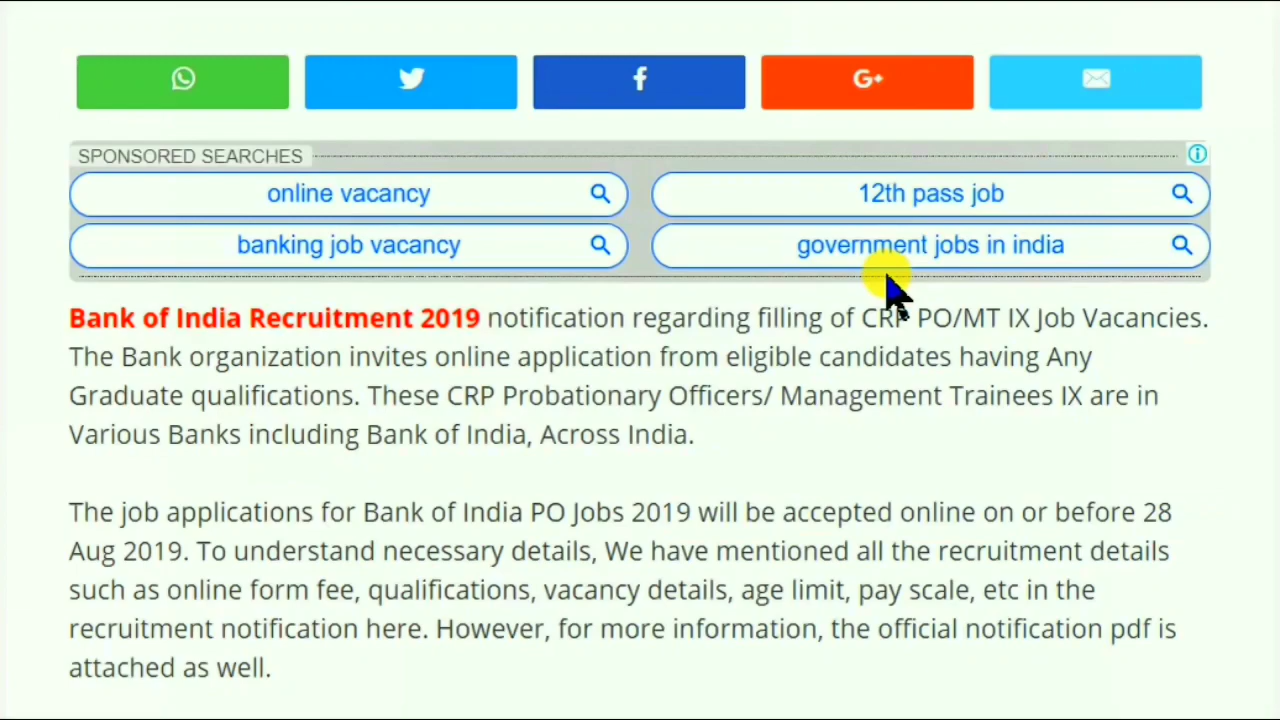 G+
SPONSORED SEARCHES
online vacancy
12th pass job
banking job vacancy
government jobs in india
Bank of India Recruitment 2019 notification regarding filling of CRP PO/MT IX Job Vacancies.
The Bank organization invites online application from eligible candidates having Any
Graduate qualifications. These CRP Probationary Officers/ Management Trainees IX are in
Various Banks including Bank of India, Across India.
The job applications for Bank of India PO Jobs 2019 will be accepted online on or before 28
Aug 2019. To understand necessary details, We have mentioned all the recruitment details
such as online form fee, qualifications, vacancy details, age limit, pay scale, etc in the
recruitment notification here. However, for more information, the official notification pdf is
attached as well.